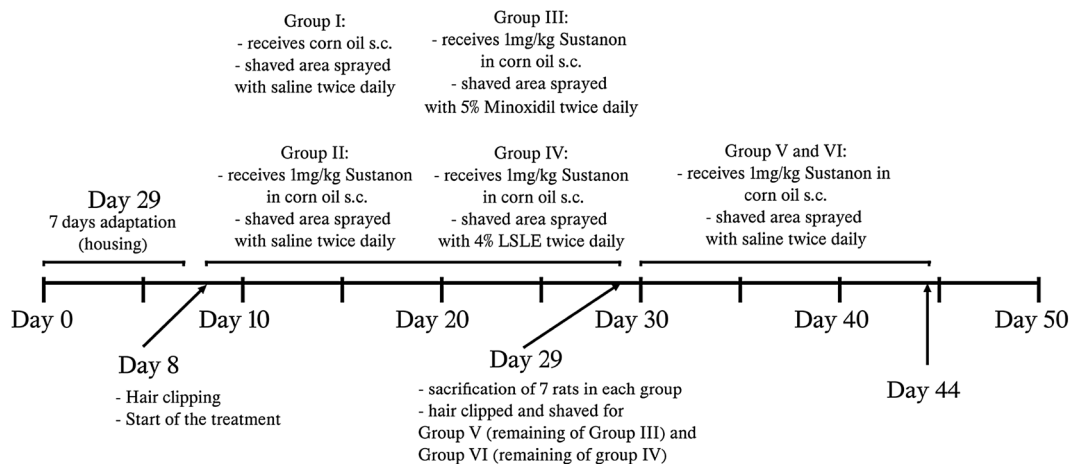 Group I:
- receives corn oil s.c.
- shaved area sprayed
with saline twice daily
Group III:
- receives 1mg/kg Sustanon
in corn oil s.c.
- shaved area sprayed
with 5% Minoxidil twice daily
Day 29
7 days adaptation
(housing)
Group II:
- receives 1mg/kg Sustanon
in corn oil s.c.
- shaved area sprayed
with saline twice daily
Group IV:
- receives 1mg/kg Sustanon
in corn oil s.c.
- shaved area sprayed
with 4% LSLE twice daily
Group V and VI:
- receives 1mg/kg Sustanon in
corn oil s.c.
- shaved area sprayed
with saline twice daily
Day 0
Day 10
Day 20
Day 30
Day 40
Day 50
Day 8
- Hair clipping
- Start of the treatment
Day 29
- sacrification of 7 rats in each group
- hair clipped and shaved for
Group V (remaining of Group III) and
Group VI (remaining of group IV)
Day 44